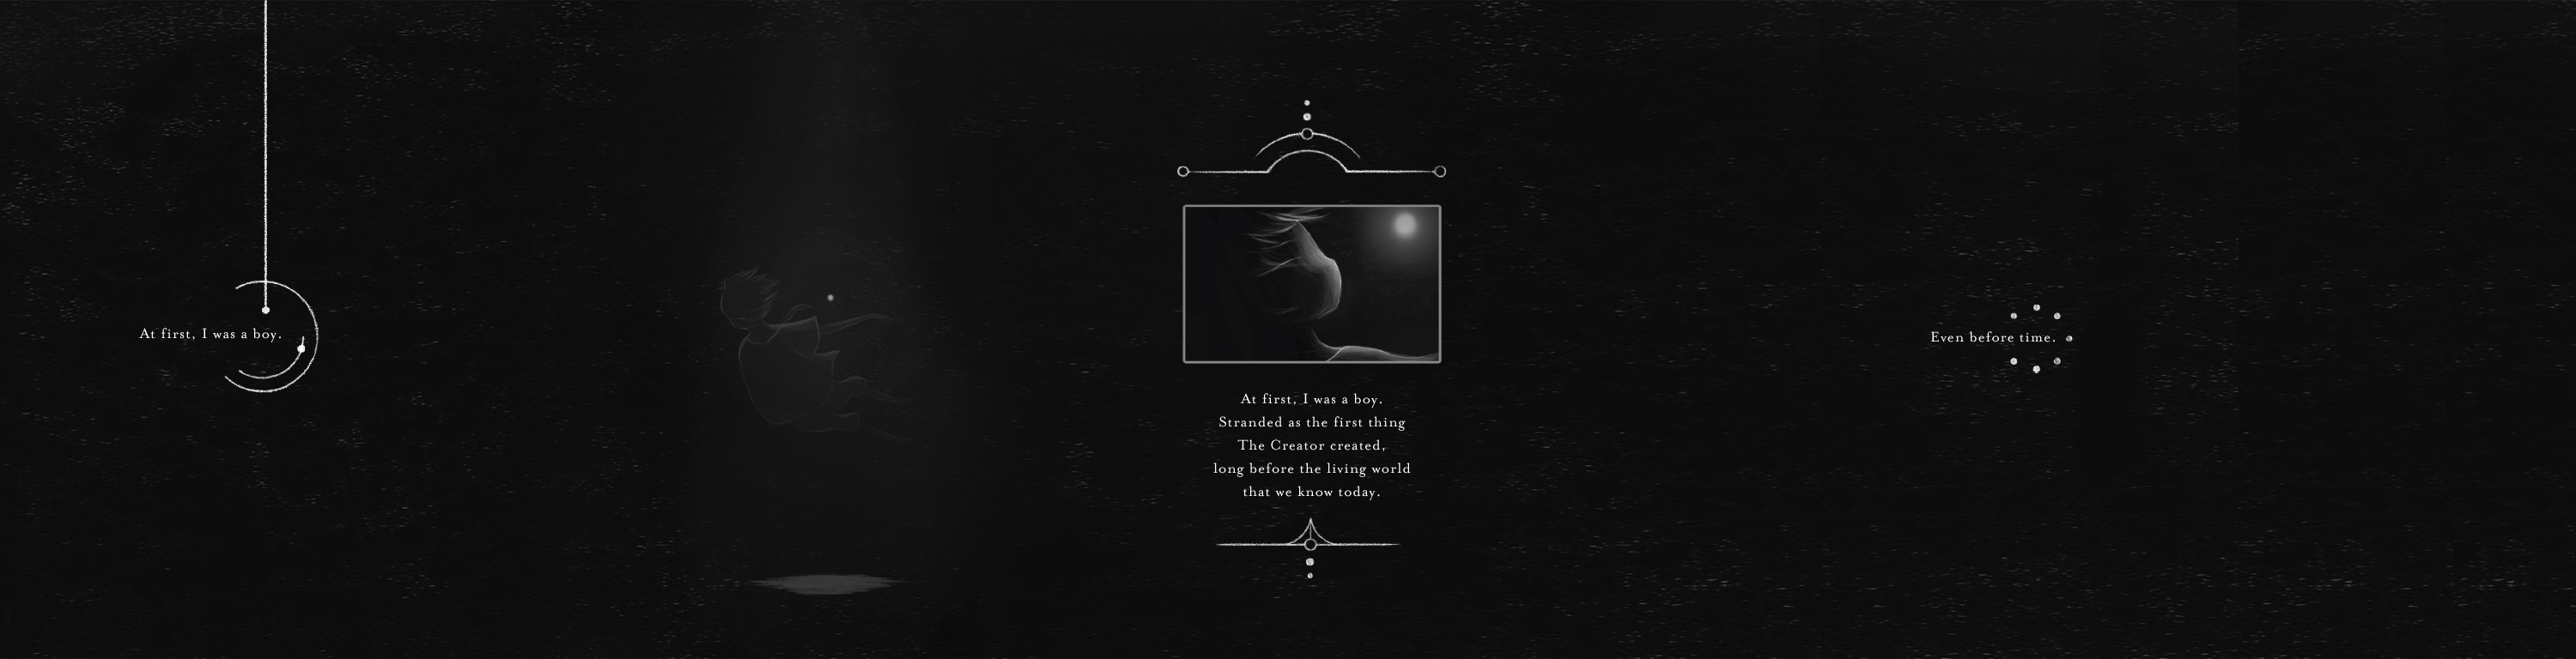 At first, I was a boy.
At first, I was a boy.
Stranded as the first thing
The Creator created,
long before the living world
that we know today.
Even before time.